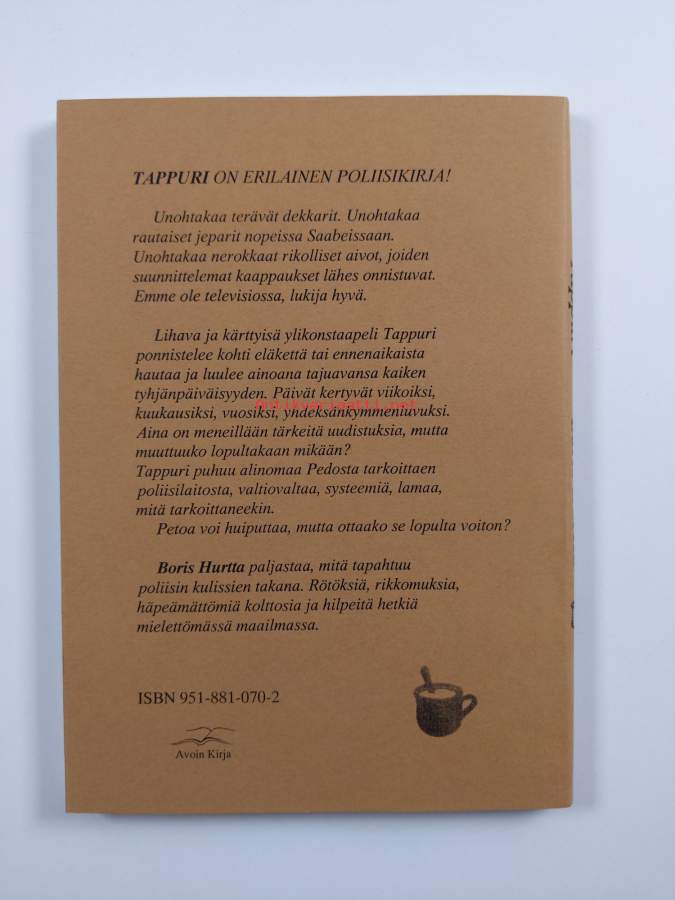 TAPPURI ON ERILAINEN POLIISIKIRJA!
Unohtakaa terävät dekkarit. Unohtakaa
rautaiset jeparit nopeissa Saabeissaan.
Unohtakaa nerokkaat rikolliset aivot, joiden
suunnittelemat kaappaukset lähes onnistuvat.
Emme ole televisiossa, lukija hyvä.
Lihava ja kärttyisä ylikonstaapeli Tappuri
ponnistelee kohti eläkettä tai ennenaikaista
hautaa ja luulee ainoana tajuavansa kaiken
tyhjänpäiväisyyden. Päivät kertyvät viikoiksi,
kuukausiksi, vuosiksi, yhdeksänkymmentuvuksi.
Aina on meneillään tärkeitä uudistuksia, mutta
muuttuuko lopultakaan mikään?
Tappuri puhuu alinomaa Pedosta tarkoittaen
poliisilaitosta, valtiovaltaa, systeemiä, lamaa,
mitä tarkoittaneekin.
Petoa voi huiputtaa, mutta ottaako se lopulta voiton?
Boris Hurtta paljastaa, mitä tapahtuu
poliisin kulissien takana. Rötöksiä, rikkomuksia,
häpeämättömiä kolttosia ja hilpeitä hetkiä
mielettömässä maailmassa.
ISBN 951-881-070-2
Avoin Kirja